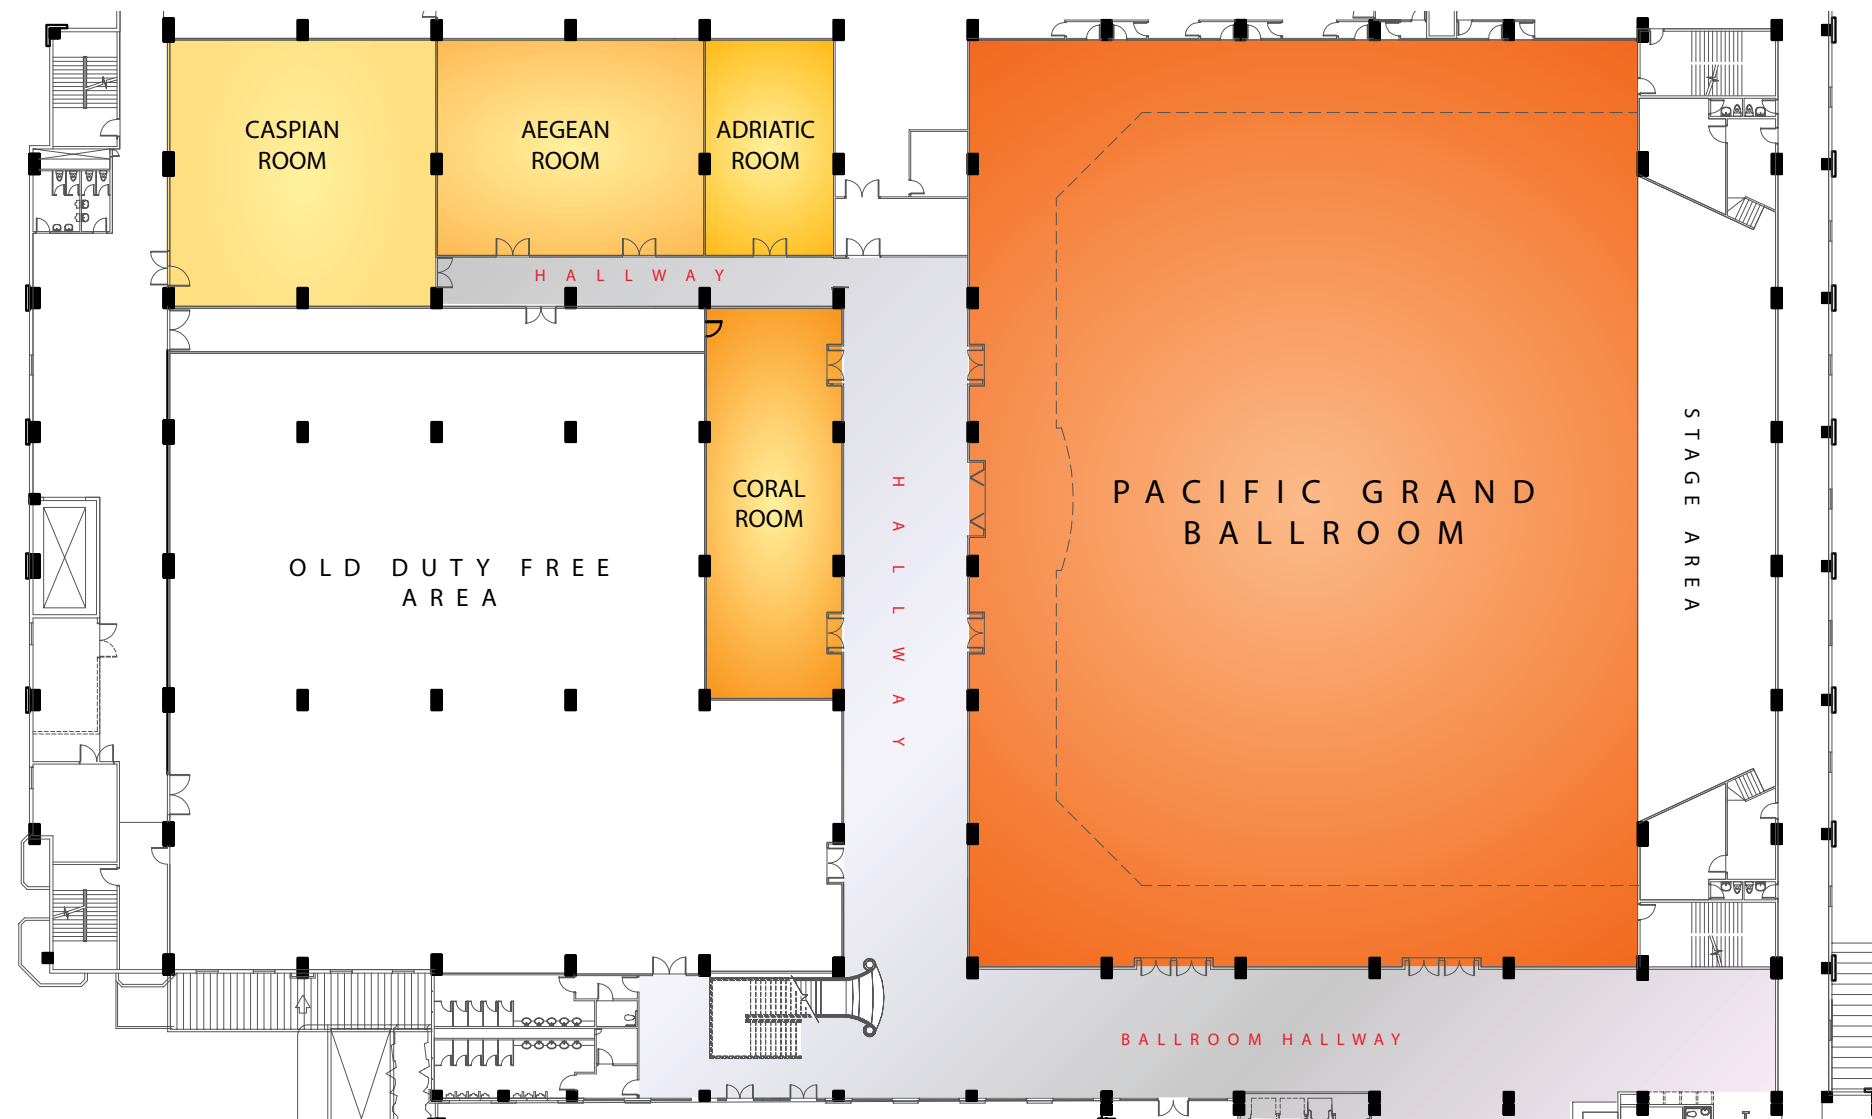 CASPIAN
ROOM
AEGEAN
ROOM
ADRIATIC
ROOM
HALLWAY
CORAL
ROOM
HALLWAY
PACIFIC GRAND
BALLROOM
STAGE AREA
OLD DUTY FREE
AREA
BALLROOM HALLWAY